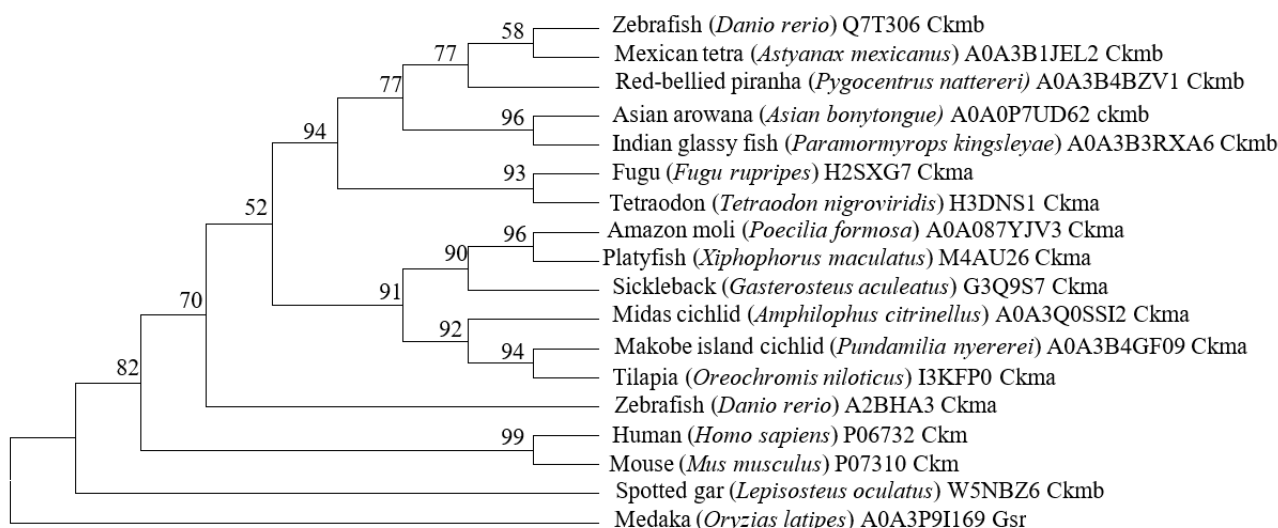 58
Zebrafish (Danio rerio) Q7T306 Ckmb
77
Mexican tetra (Astyanax mexicanus) A0A3B1JEL2 Ckmb
77
Red-bellied piranha (Pygocentrus nattereri) A0A3B4BZV1 Ckmb
96
Asian arowana (Asian bonytongue) A0A0P7UD62 ckmb
94
Indian glassy fish (Paramormyrops kingsleyae) A0A3B3RXA6 Ckmb
93
Fugu (Fugu rupripes) H2SXG7 Ckma
52
Tetraodon (Tetraodon nigroviridis) H3DNS1 Ckma
96
Amazon moli (Poecilia formosa) A0A087YJV3 Ckma
90
Platyfish (Xiphophorus maculatus) M4AU26 Ckma
91
Sickleback (Gasterosteus aculeatus) G3Q9S7 Ckma
70
Midas cichlid (Amphilophus citrinellus) A0A3Q0SSI2 Ckma
92
94
Makobe island cichlid (Pundamilia nyererei) A0A3B4GF09 Ckma
82
Tilapia (Oreochromis niloticus) I3KFP0 Ckma
Zebrafish (Danio rerio) A2BHA3 Ckma
99
Human (Homo sapiens) P06732 Ckm
Mouse (Mus musculus) P07310 Ckm
Spotted gar (Lepisosteus oculatus) W5NBZ6 Ckmb
Medaka (Oryzias latipes) A0A3P9I169 Gsr